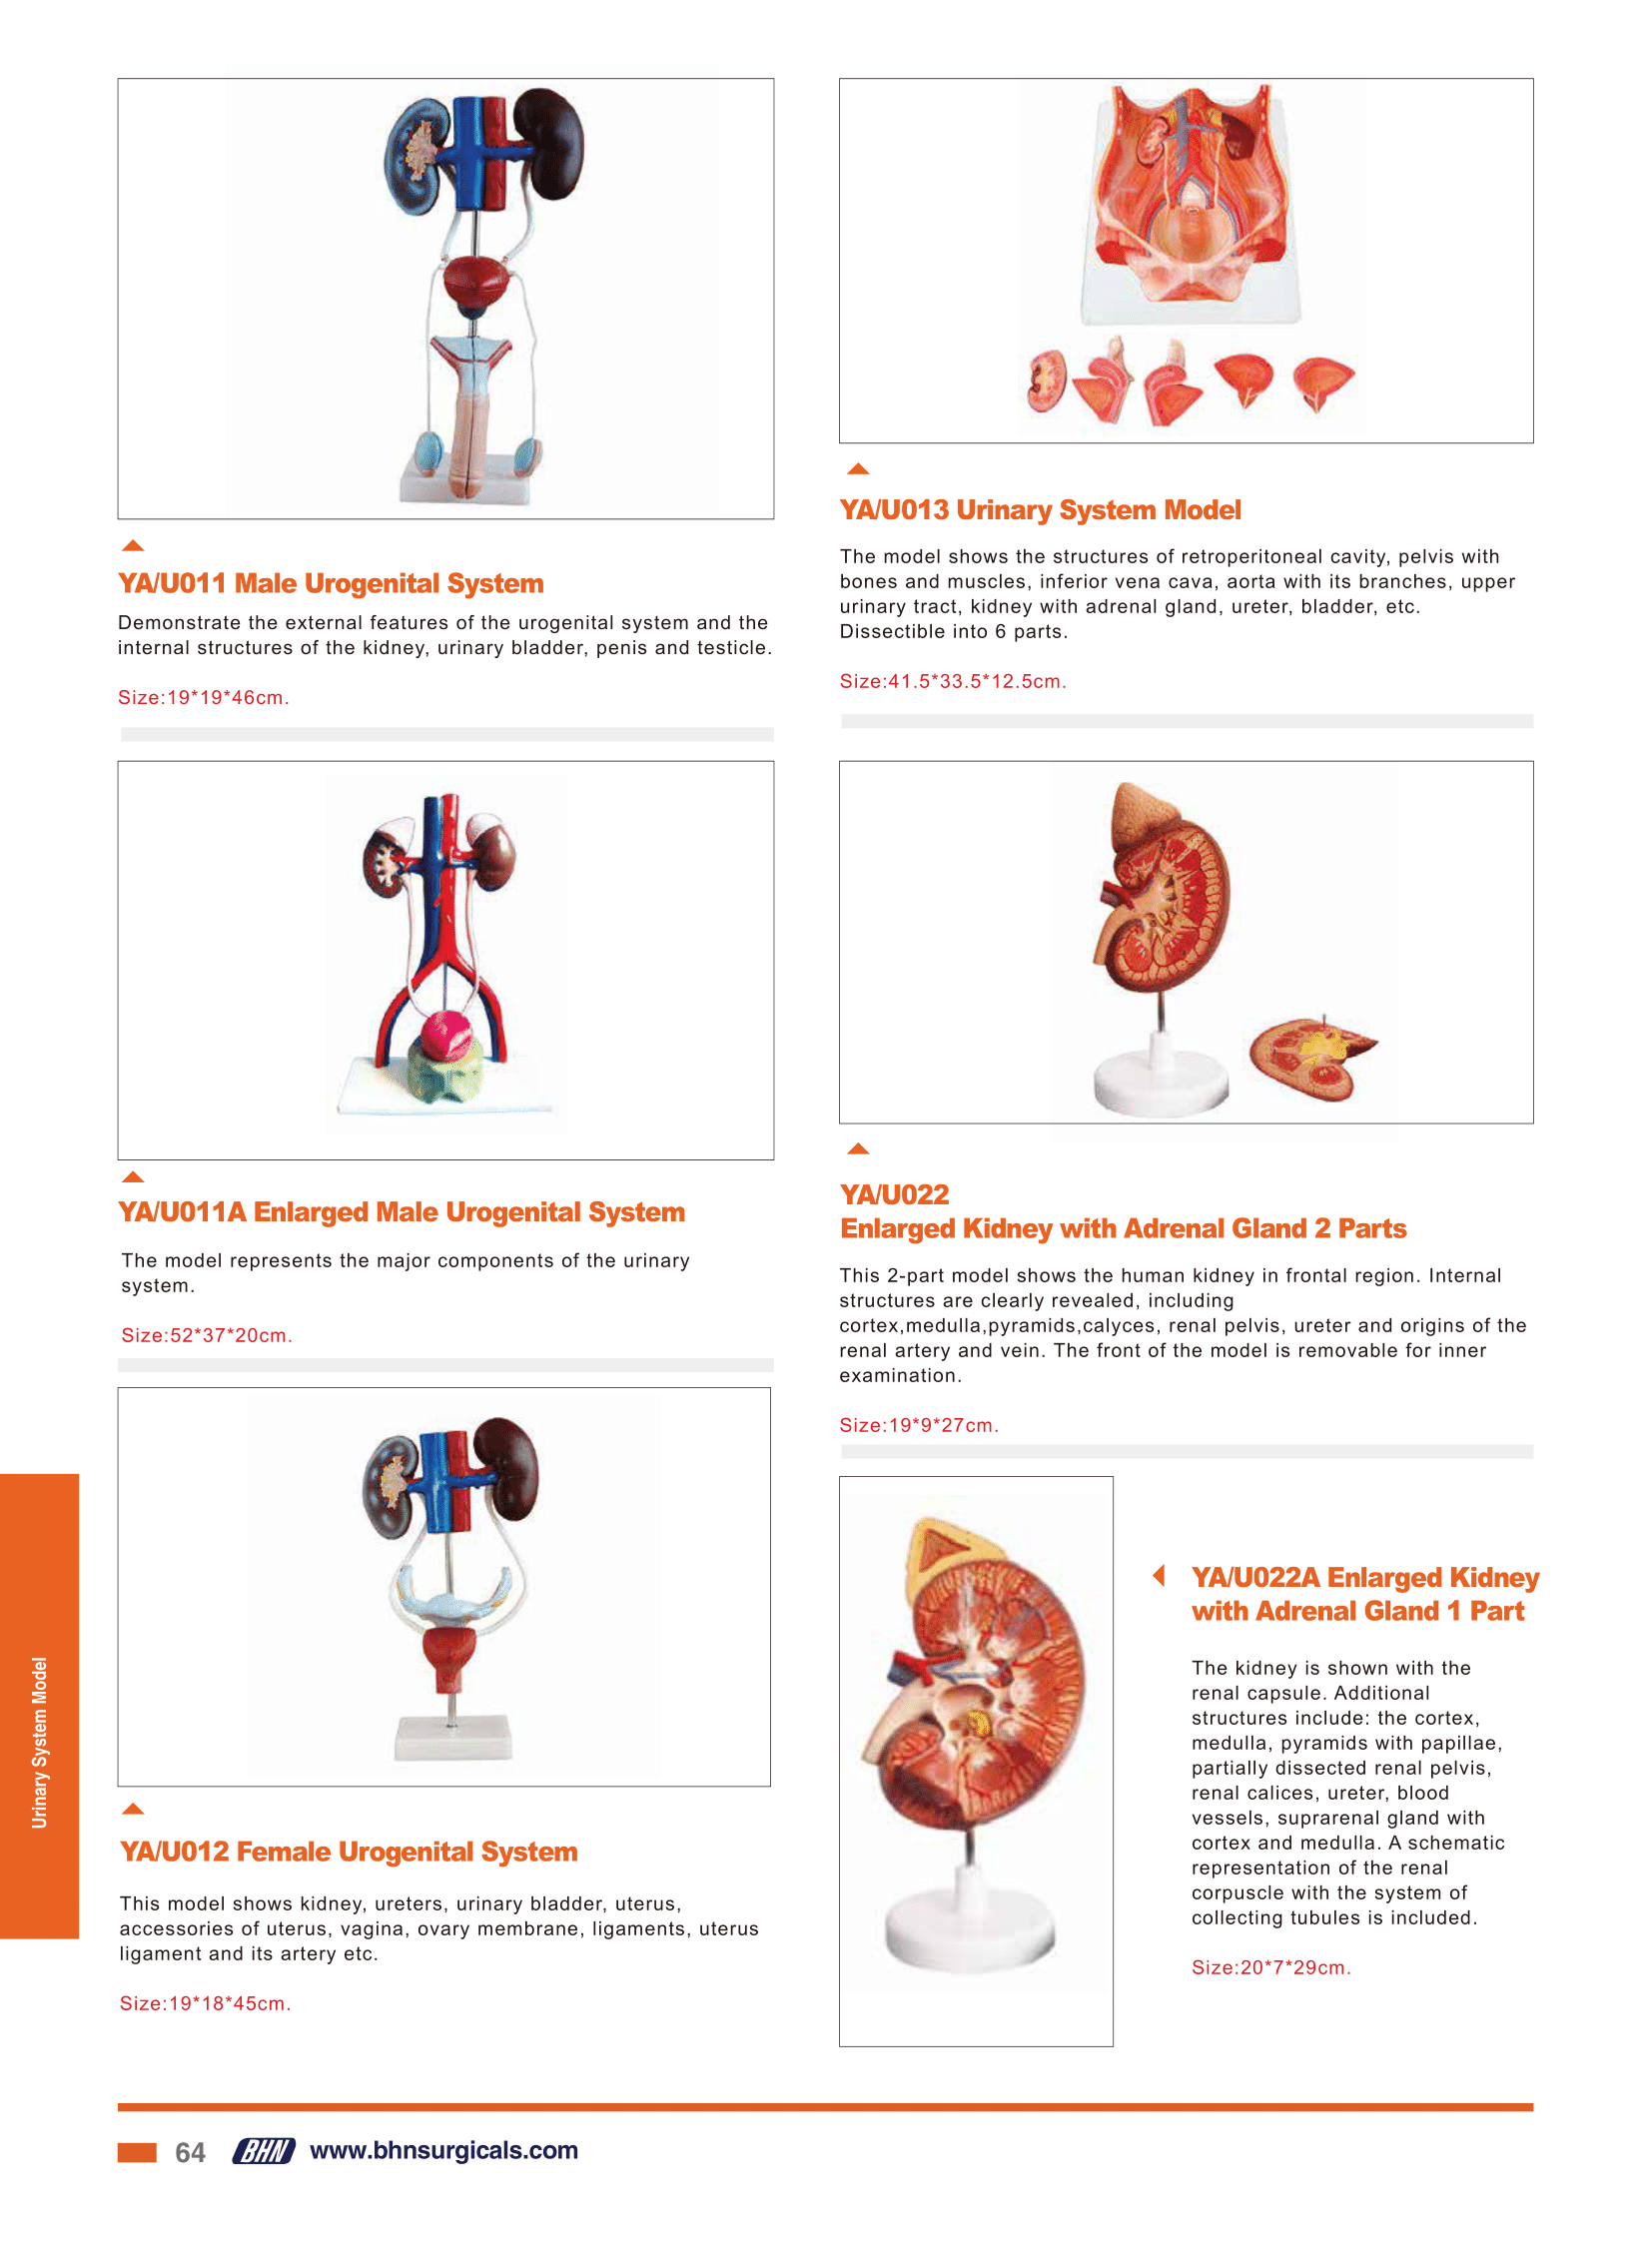 YA/U011 Male Urogenital System
Demonstrate the external features of the urogenital system and the
internal structures of the kidney, urinary bladder, penis and testicle.
Size:19*19*46cm.
YA/U011A Enlarged Male Urogenital System
The model represents the major components of the urinary
system.
Size:52*37*20cm.
YA/U012 Female Urogenital System
This model shows kidney, ureters, urinary bladder, uterus,
accessories of uterus, vagina, ovary membrane, ligaments, uterus
ligament and its artery etc.
Size:19*18*45cm.
YA/U013 Urinary System Model
The model shows the structures of retroperitoneal cavity, pelvis with
bones and muscles, inferior vena cava, aorta with its branches, upper
urinary tract, kidney with adrenal gland, ureter, bladder, etc.
Dissectible into 6 parts.
Size:41.5*33.5*12.5cm.
YA/U022
Enlarged Kidney with Adrenal Gland 2 Parts
This 2-part model shows the human kidney in frontal region. Internal
structures are clearly revealed, including
cortex,medulla,pyramids,calyces, renal pelvis, ureter and origins of the
renal artery and vein. The front of the model is removable for inner
examination.
Size:19*9*27cm.
YA/U022A Enlarged Kidney
with Adrenal Gland 1 Part
The kidney is shown with the
renal capsule. Additional
structures include: the cortex,
medulla, pyramids with papillae,
partially dissected renal pelvis,
renal calices, ureter, blood
vessels, suprarenal gland with
cortex and medulla. A schematic
representation of the renal
corpuscle with the system of
collecting tubules is included.
Size:20*7*29cm.
Urinary System Model
64 BHN www.bhnsurgicals.com